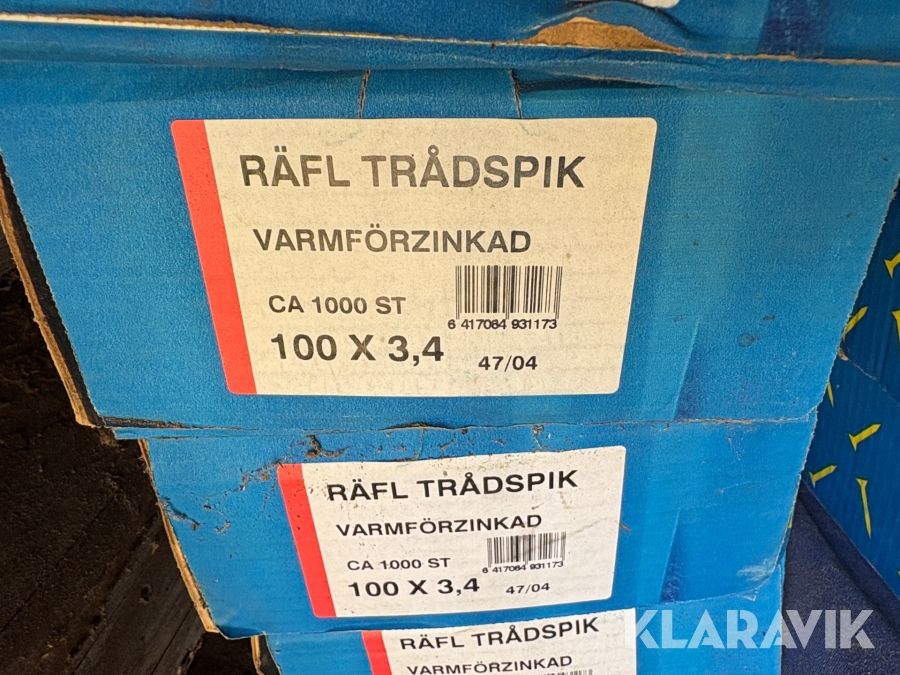 RÄFL TRÅDSPIK
VARMFÖRZINKAD
CA 1000 ST
6 417064 931173
100 X 3,4
47/04
RÄFL TRÅDSPIK
VARMFÖRZINKAD
CA 1000 ST
6 417064 931173
100 X 3,4
47/04
RÄFL TRÅDSPIK
VARMFÖRZINKAD
KLARAVIK